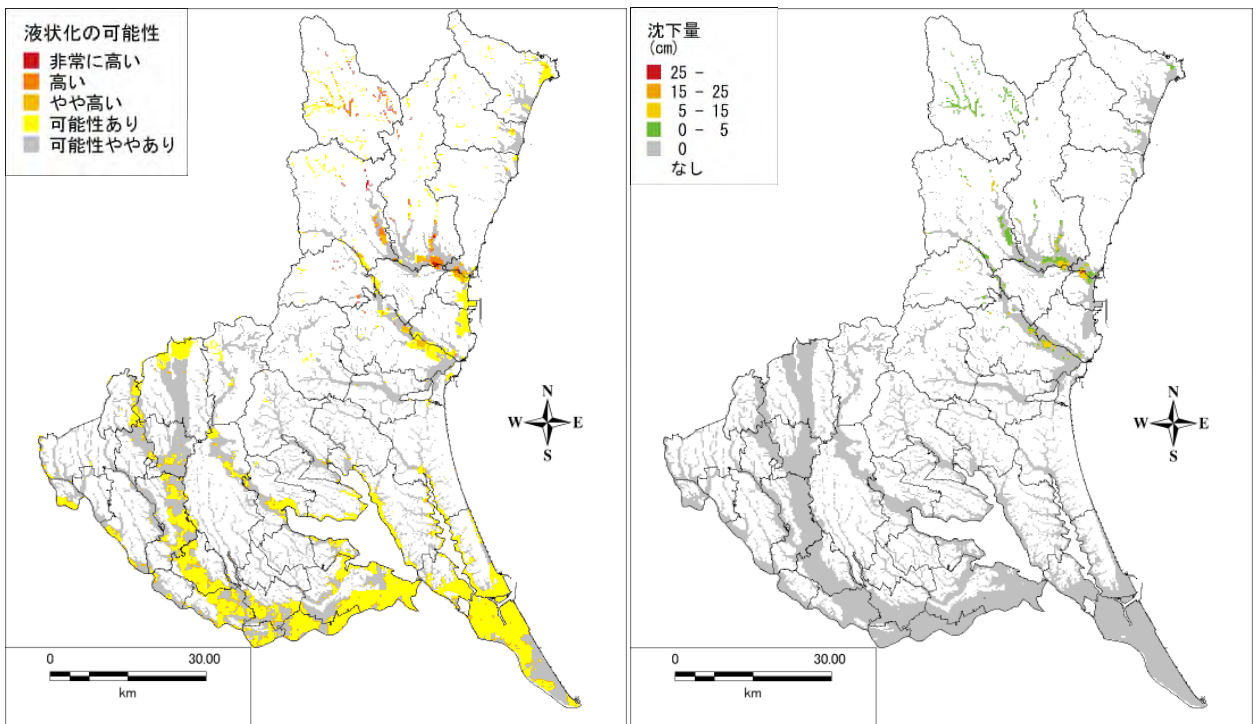 液状化の可能性
非常に高い
高い
やや高い
可能性あり
可能性ややあり
N
W E
S
0 30.00
km
沈下量
(cm)
25 -
15 - 25
5 - 15
0 - 5
0
なし
N
W E
S
0 30.00
km